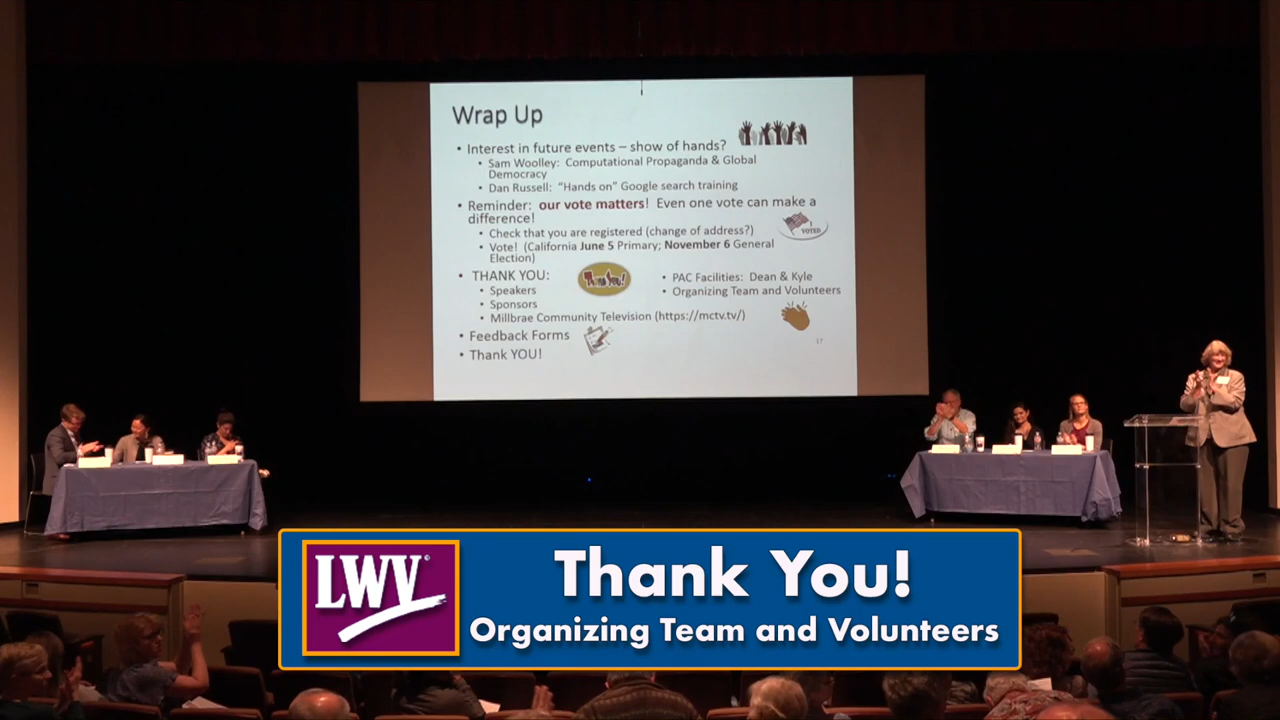 Wrap Up
• Interest in future events – show of hands?
• Sam Woolley: Computational Propaganda & Global
Democracy
• Dan Russell: "Hands on" Google search training
• Reminder: our vote matters! Even one vote can make a
difference!
• Check that you are registered (change of address?)
• Vote! (California June 5 Primary; November 6 General
Election)
I VOTED
• THANK YOU:
• Speakers
• Sponsors
• Millbrae Community Television (https://mctv.tv/)
Thank You!
• PAC Facilities: Dean & Kyle
• Organizing Team and Volunteers
• Feedback Forms
• Thank YOU!
17
LWV®
Thank You!
Organizing Team and Volunteers